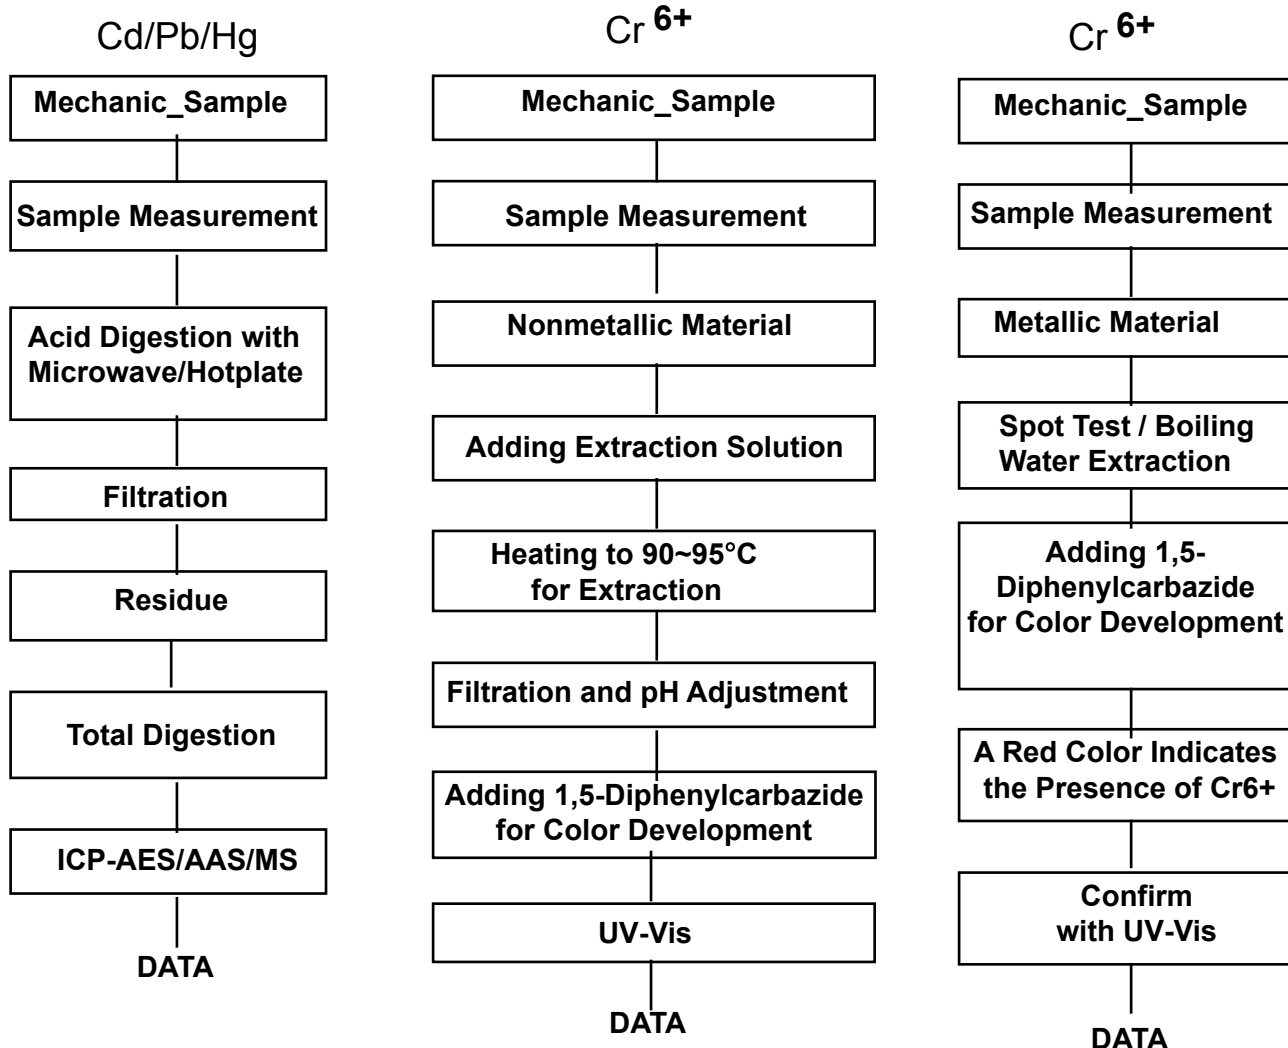 Cd/Pb/Hg
Mechanic_Sample
Sample Measurement
Acid Digestion with
Microwave/Hotplate
Filtration
Residue
Total Digestion
ICP-AES/AAS/MS
DATA
Cr 6+
Mechanic_Sample
Sample Measurement
Nonmetallic Material
Adding Extraction Solution
Heating to 90~95°C
for Extraction
Filtration and pH Adjustment
Adding 1,5-Diphenylcarbazide
for Color Development
UV-Vis
DATA
Cr 6+
Mechanic_Sample
Sample Measurement
Metallic Material
Spot Test / Boiling
Water Extraction
Adding 1,5-
Diphenylcarbazide
for Color Development
A Red Color Indicates
the Presence of Cr6+
Confirm
with UV-Vis
DATA